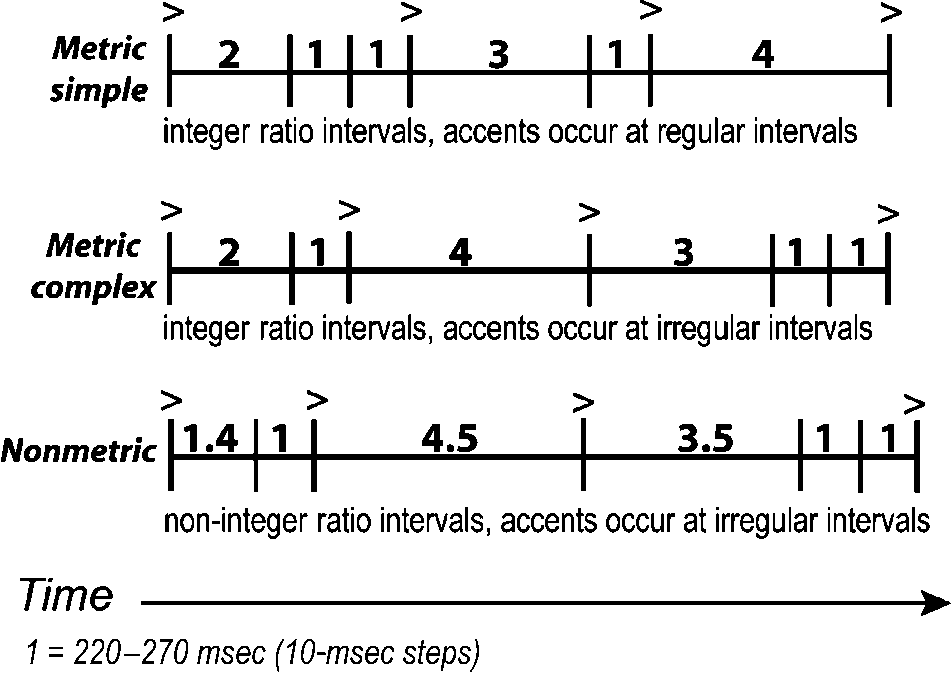 > > > >
Metric simple 2 1 1 3 1 4
integer ratio intervals, accents occur at regular intervals
> > > >
Metric complex 2 1 4 3 1 1
integer ratio intervals, accents occur at irregular intervals
> > > >
Nonmetric 1.4 1 4.5 3.5 1 1
non-integer ratio intervals, accents occur at irregular intervals
Time
1 = 220–270 msec (10-msec steps)